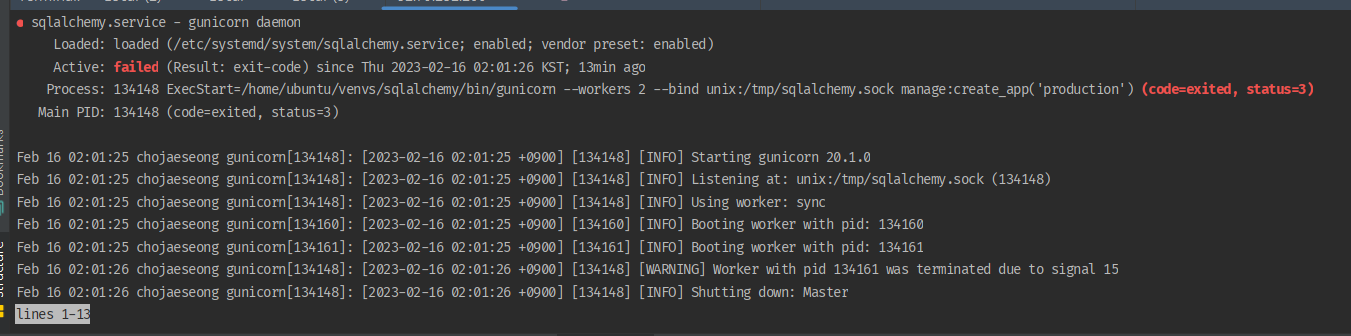 ● sqlalchemy.service - gunicorn daemon
Loaded: loaded (/etc/systemd/system/sqlalchemy.service; enabled; vendor preset: enabled)
Active: failed (Result: exit-code) since Thu 2023-02-16 02:01:26 KST; 13min ago
Process: 134148 ExecStart=/home/ubuntu/venvs/sqlalchemy/bin/gunicorn --workers 2 --bind unix:/tmp/sqlalchemy.sock manage:create_app('production') (code=exited, status=3)
Main PID: 134148 (code=exited, status=3)
Feb 16 02:01:25 chojaeseong gunicorn[134148]: [2023-02-16 02:01:25 +0900] [134148] [INFO] Starting gunicorn 20.1.0
Feb 16 02:01:25 chojaeseong gunicorn[134148]: [2023-02-16 02:01:25 +0900] [134148] [INFO] Listening at: unix:/tmp/sqlalchemy.sock (134148)
Feb 16 02:01:25 chojaeseong gunicorn[134148]: [2023-02-16 02:01:25 +0900] [134148] [INFO] Using worker: sync
Feb 16 02:01:25 chojaeseong gunicorn[134160]: [2023-02-16 02:01:25 +0900] [134160] [INFO] Booting worker with pid: 134160
Feb 16 02:01:25 chojaeseong gunicorn[134161]: [2023-02-16 02:01:25 +0900] [134161] [INFO] Booting worker with pid: 134161
Feb 16 02:01:26 chojaeseong gunicorn[134148]: [2023-02-16 02:01:26 +0900] [134148] [WARNING] Worker with pid 134161 was terminated due to signal 15
Feb 16 02:01:26 chojaeseong gunicorn[134148]: [2023-02-16 02:01:26 +0900] [134148] [INFO] Shutting down: Master
lines 1-13